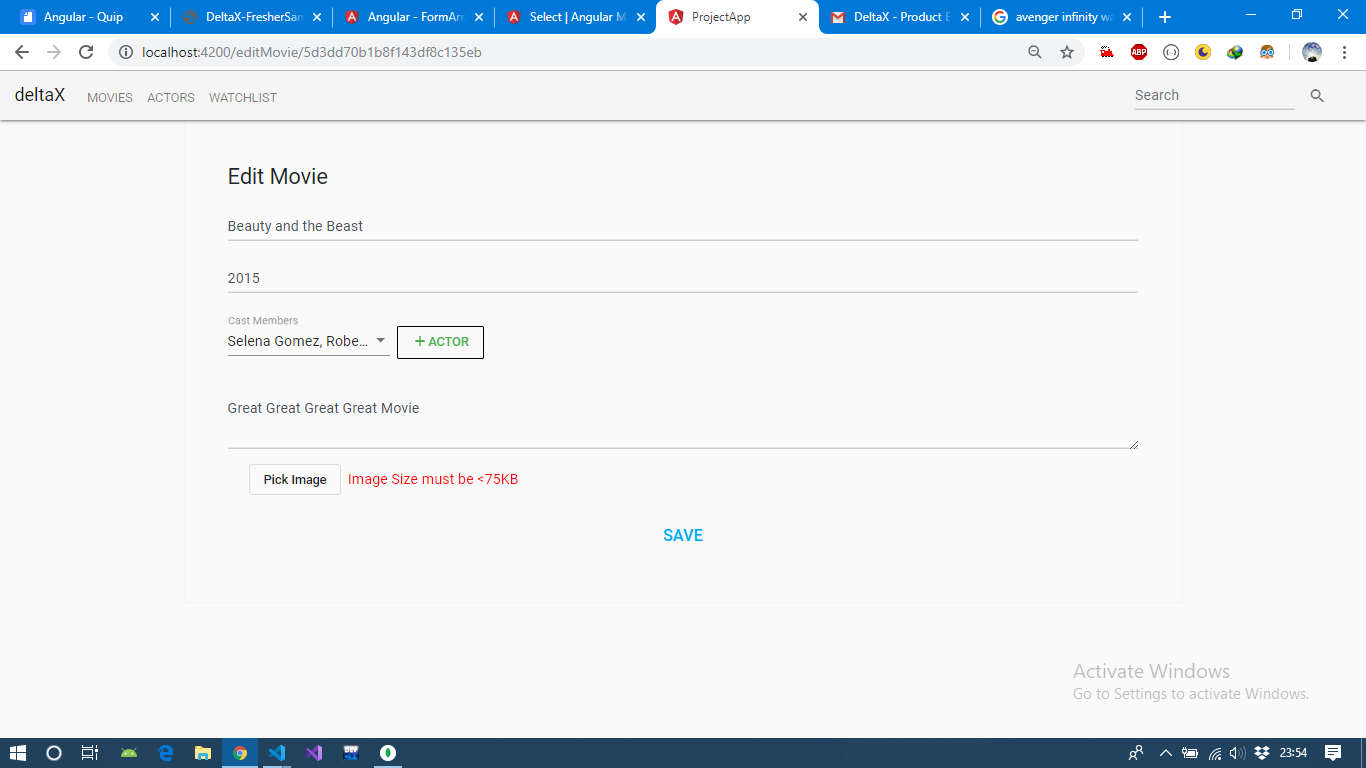 Angular - Quip
DeltaX-FresherSam
Angular - FormArr
Select | Angular M
ProjectApp
DeltaX - Product E
avenger infinity wa
localhost:4200/editMovie/5d3dd70b1b8f143df8c135eb
ABP
deltaX MOVIES ACTORS WATCHLIST
Search
Edit Movie
Beauty and the Beast
2015
Cast Members
Selena Gomez, Robe...
+ ACTOR
Great Great Great Great Movie
Pick Image
Image Size must be <75KB
SAVE
Activate Windows
Go to Settings to activate Windows.
23:54